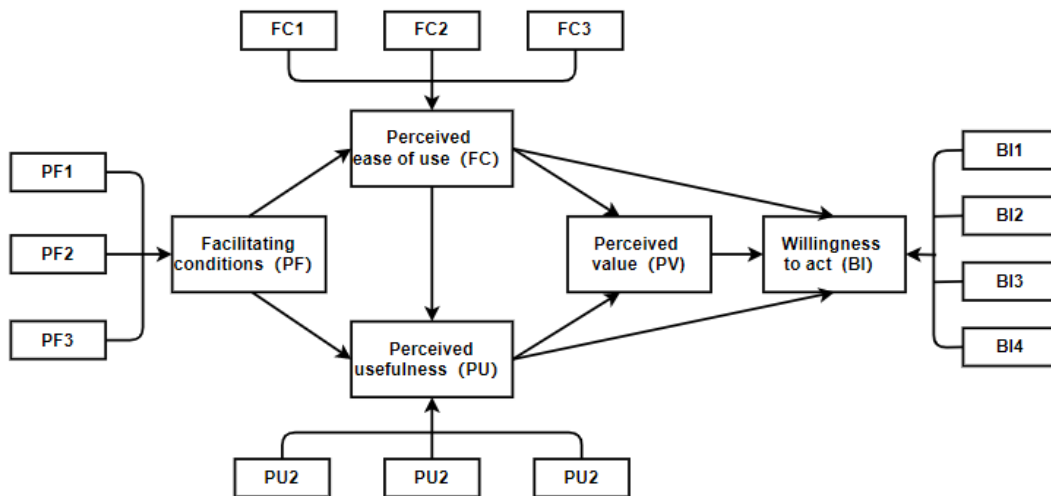 FC1
FC2
FC3
Perceived
ease of use (FC)
PF1
PF2
PF3
Facilitating
conditions (PF)
Perceived
value (PV)
Willingness
to act (BI)
BI1
BI2
BI3
BI4
Perceived
usefulness (PU)
PU2
PU2
PU2